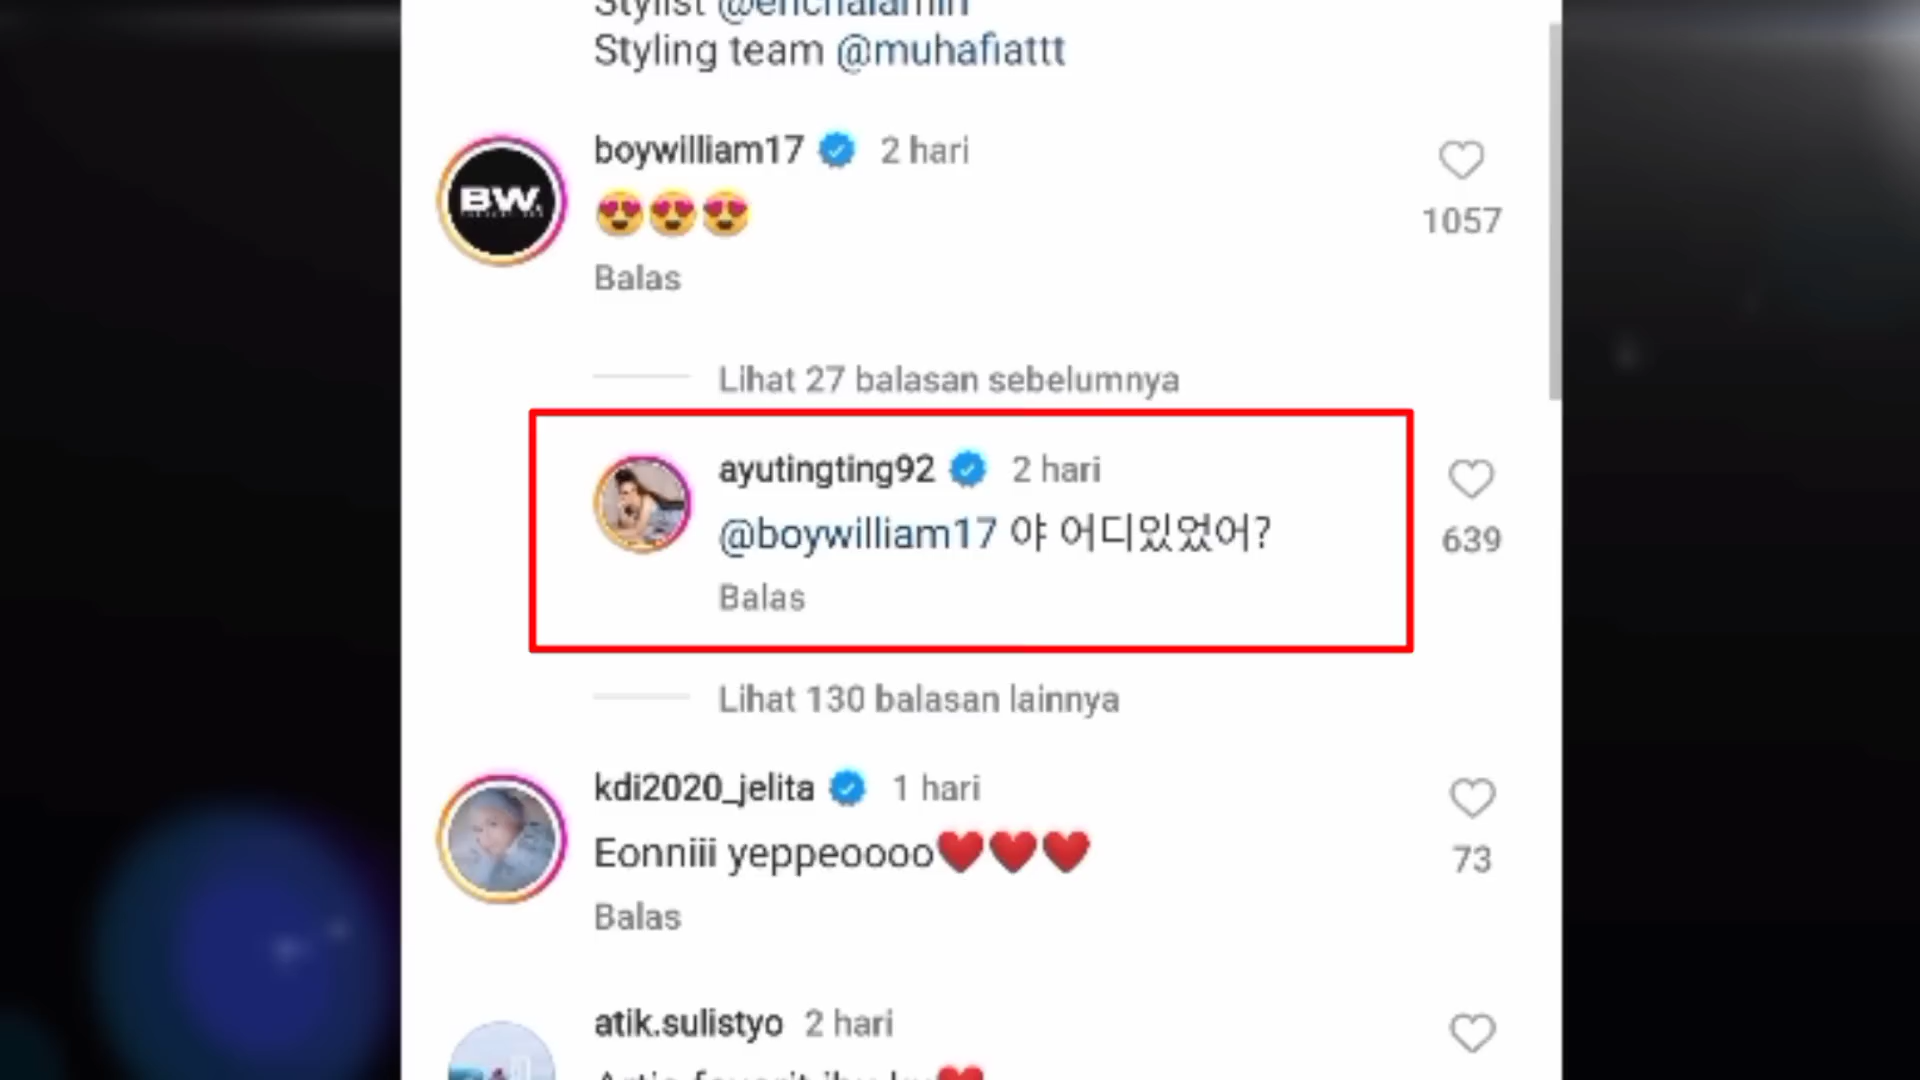 Stylist
Styling team @muhafiattt
boywilliam17 2 hari
BW.
😍😍😍
1057
Balas
Lihat 27 balasan sebelumnya
ayutingting92 2 hari
@boywilliam17 야 어디있었어?
639
Balas
Lihat 130 balasan lainnya
kdi2020_jelita 1 hari
Eonniii yeppeoooo❤️❤️❤️
73
Balas
atik.sulistyo 2 hari